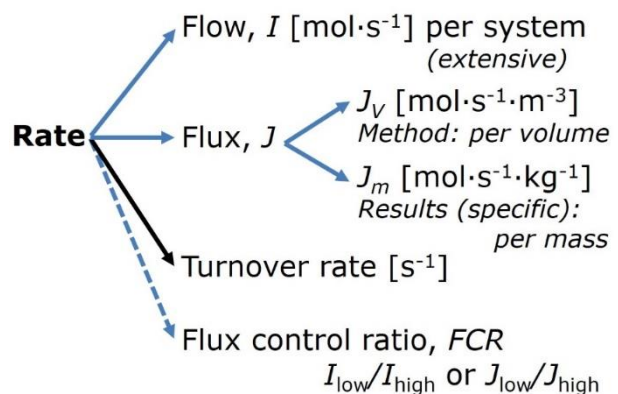 Flow, I [mol·s⁻¹] per system
(extensive)
Rate
Flux, J
J_V [mol·s⁻¹·m⁻³]
Method: per volume
J_m [mol·s⁻¹·kg⁻¹]
Results (specific):
per mass
Turnover rate [s⁻¹]
Flux control ratio, FCR
I_low/I_high or J_low/J_high